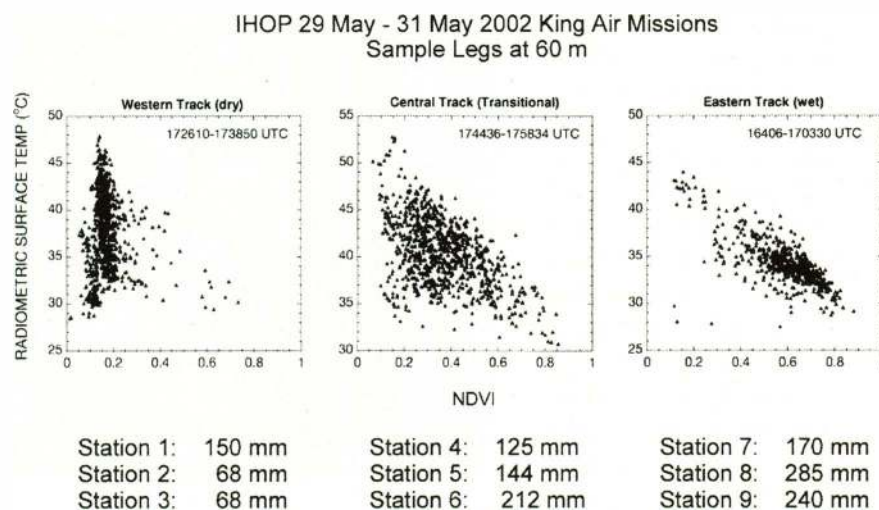 IHOP 29 May - 31 May 2002 King Air Missions
Sample Legs at 60 m
Western Track (dry)
Central Track (Transitional)
Eastern Track (wet)
172610-173850 UTC
174436-175834 UTC
16406-170330 UTC
RADIOMETRIC SURFACE TEMP (°C)
50
45
40
35
30
25
0
0.2
0.4
0.6
0.8
1
55
50
45
40
35
30
0
0.2
0.4
0.6
0.8
1
50
45
40
35
30
25
0
0.2
0.4
0.6
0.8
1
NDVI
Station 1: 150 mm
Station 2: 68 mm
Station 3: 68 mm
Station 4: 125 mm
Station 5: 144 mm
Station 6: 212 mm
Station 7: 170 mm
Station 8: 285 mm
Station 9: 240 mm